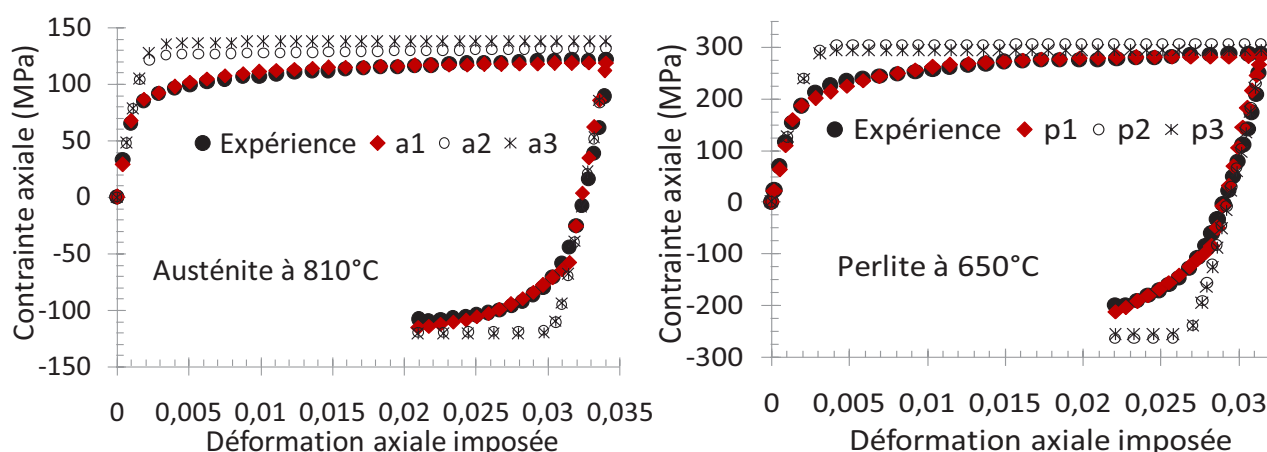 Contrainte axiale (MPa)
150
100
50
0
-50
-100
-150
Expérience a1 a2 a3
Austénite à 810°C
0 0,005 0,01 0,015 0,02 0,025 0,03 0,035
Déformation axiale imposée
Contrainte axiale (MPa)
300
200
100
0
-100
-200
-300
Expérience p1 p2 p3
Perlite à 650°C
0 0,005 0,01 0,015 0,02 0,025 0,03
Déformation axiale imposée